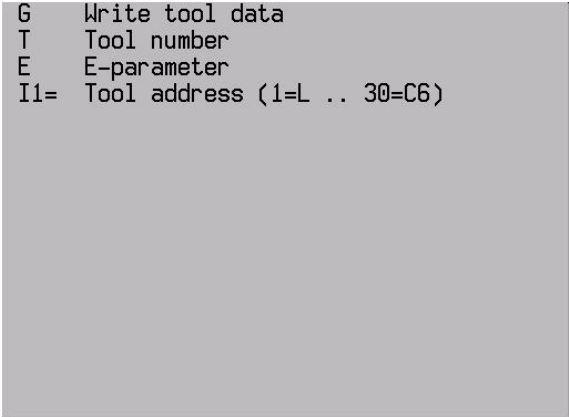 G Write tool data
T Tool number
E E-parameter
I1= Tool address (1=L .. 30=C6)